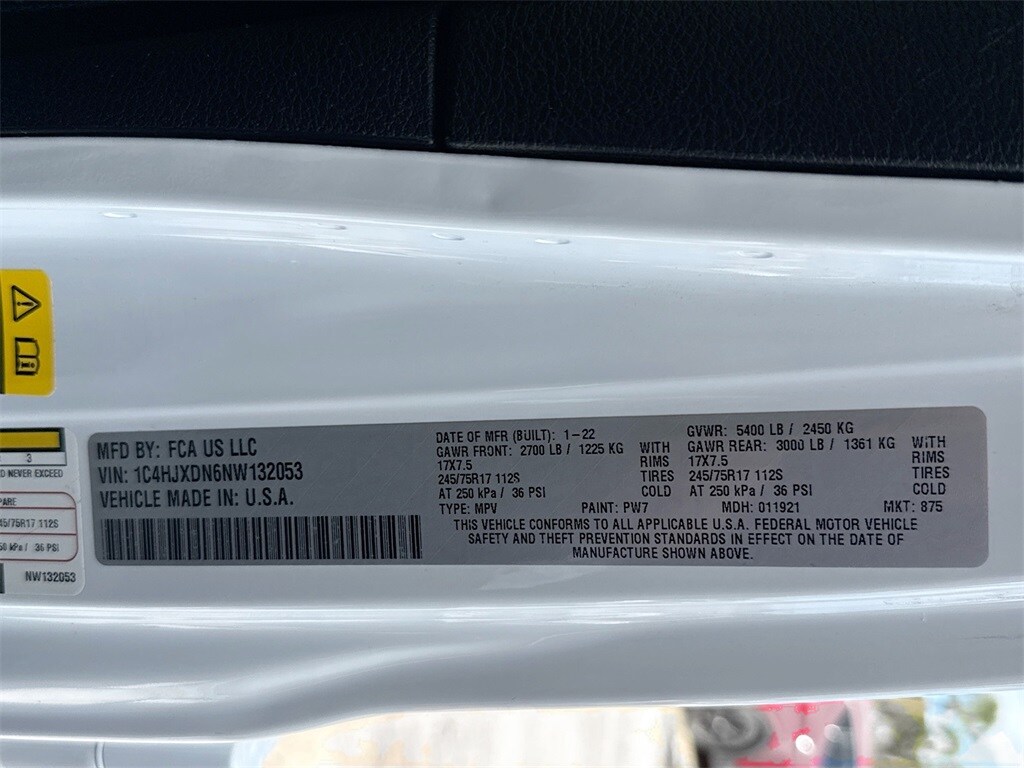 3
D NEVER EXCEED
PARE
45/75R17 112S
50 kPa / 36 PSI
NW132053
MFD BY: FCA US LLC
VIN: 1C4HJXDN6NW132053
VEHICLE MADE IN: U.S.A.
DATE OF MFR (BUILT): 1-22
GAWR FRONT: 2700 LB / 1225 KG WITH
17X7.5 RIMS
245/75R17 112S TIRES
AT 250 kPa / 36 PSI COLD
GVWR: 5400 LB / 2450 KG
GAWR REAR: 3000 LB / 1361 KG WITH
17X7.5 RIMS
245/75R17 112S TIRES
AT 250 kPa / 36 PSI COLD
TYPE: MPV PAINT: PW7 MDH: 011921 MKT: 875
THIS VEHICLE CONFORMS TO ALL APPLICABLE U.S.A. FEDERAL MOTOR VEHICLE
SAFETY AND THEFT PREVENTION STANDARDS IN EFFECT ON THE DATE OF
MANUFACTURE SHOWN ABOVE.